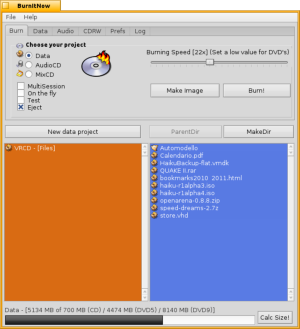 BurnItNow
File Help
Burn Data Audio CDRW Prefs Log
Choose your project
Data
AudioCD
MixCD
MultiSession
On the fly
Test
Eject
Burning Speed [22x] (Set a low value for DVD's)
Make Image Burn!
New data project ParentDir MakeDir
VRCD - [Files]
Automodello
Calendario.pdf
HaikuBackup-flat.vmdk
QUAKE II.rar
bookmarks2010_2011.html
haiku-r1alpha3.iso
haiku-r1alpha4.iso
openarena-0.8.8.zip
speed-dreams-2.7z
store.vhd
Data - [5134 MB of 700 MB (CD) / 4474 MB (DVD5) / 8140 MB (DVD9)]
Calc Size!